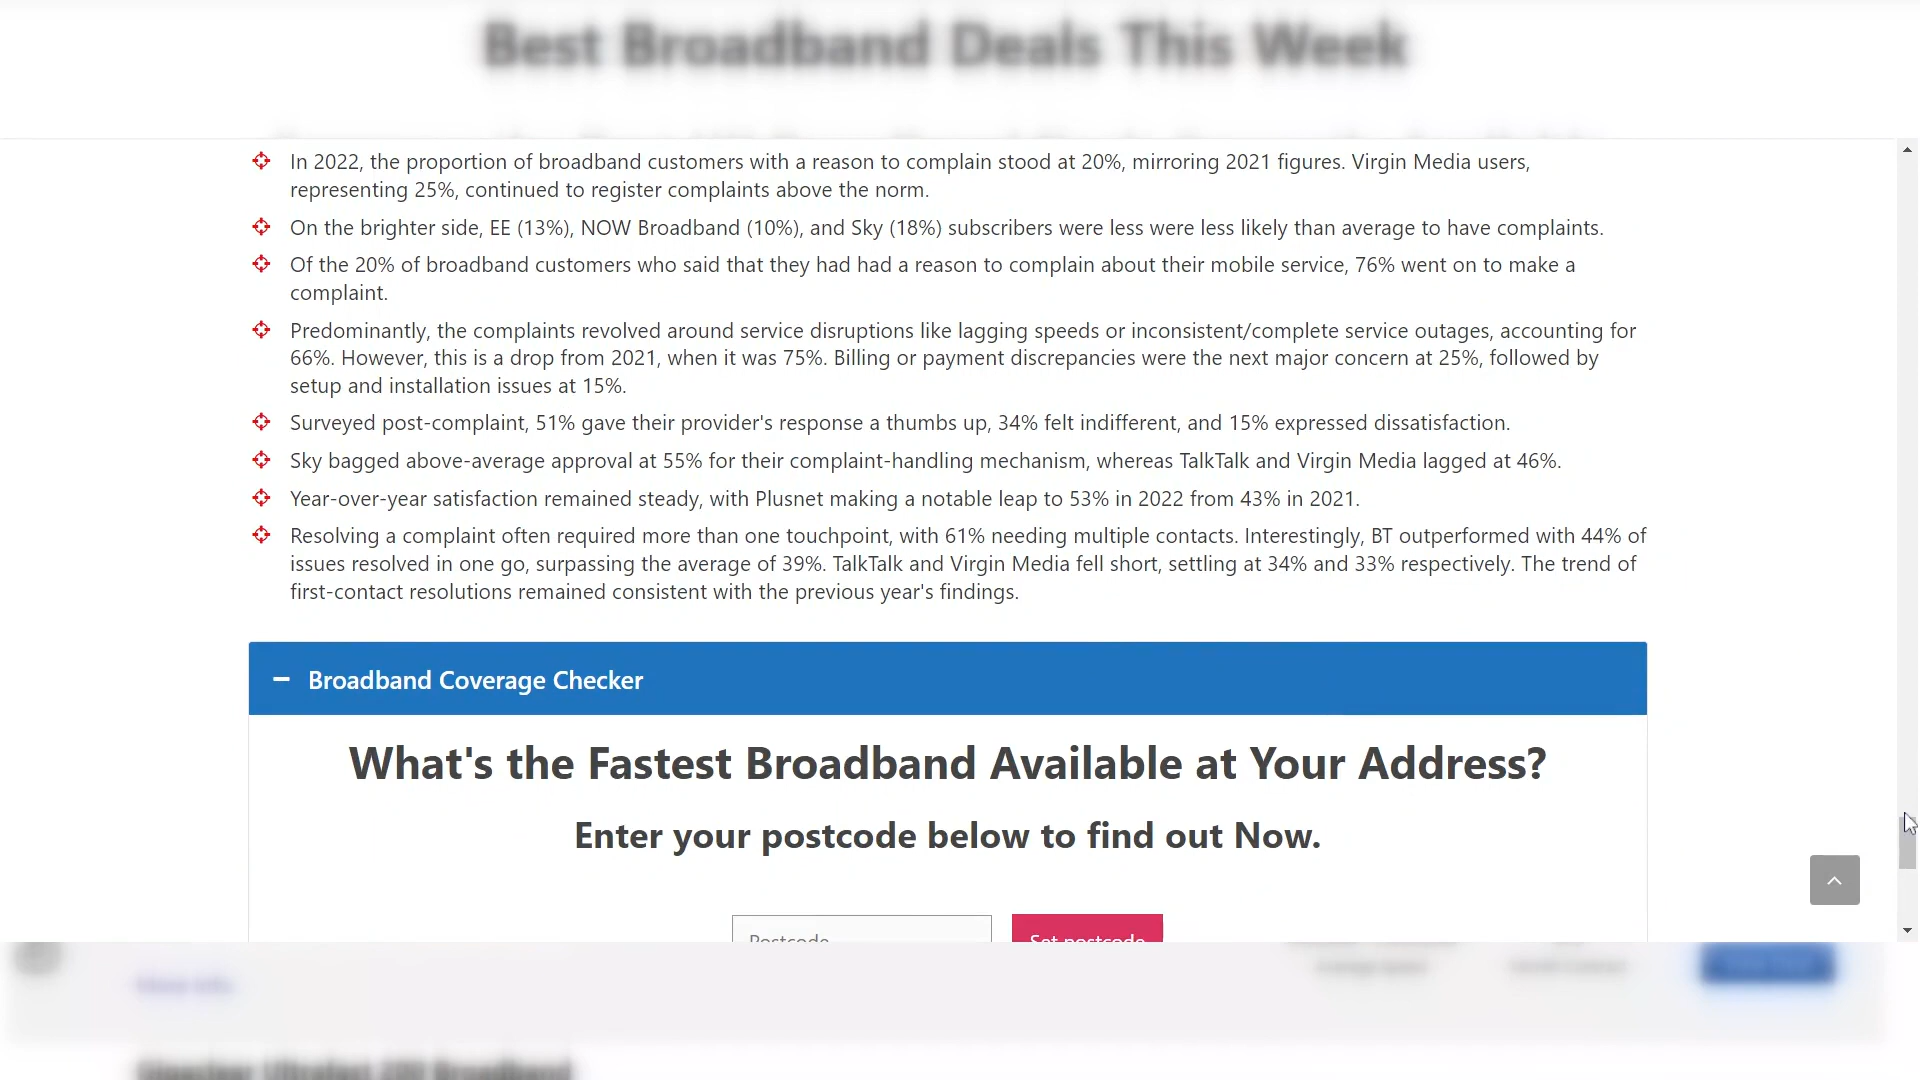 Best Broadband Deals This Week
In 2022, the proportion of broadband customers with a reason to complain stood at 20%, mirroring 2021 figures. Virgin Media users,
representing 25%, continued to register complaints above the norm.
On the brighter side, EE (13%), NOW Broadband (10%), and Sky (18%) subscribers were less were less likely than average to have complaints.
Of the 20% of broadband customers who said that they had had a reason to complain about their mobile service, 76% went on to make a
complaint.
Predominantly, the complaints revolved around service disruptions like lagging speeds or inconsistent/complete service outages, accounting for
66%. However, this is a drop from 2021, when it was 75%. Billing or payment discrepancies were the next major concern at 25%, followed by
setup and installation issues at 15%.
Surveyed post-complaint, 51% gave their provider's response a thumbs up, 34% felt indifferent, and 15% expressed dissatisfaction.
Sky bagged above-average approval at 55% for their complaint-handling mechanism, whereas TalkTalk and Virgin Media lagged at 46%.
Year-over-year satisfaction remained steady, with Plusnet making a notable leap to 53% in 2022 from 43% in 2021.
Resolving a complaint often required more than one touchpoint, with 61% needing multiple contacts. Interestingly, BT outperformed with 44% of
issues resolved in one go, surpassing the average of 39%. TalkTalk and Virgin Media fell short, settling at 34% and 33% respectively. The trend of
first-contact resolutions remained consistent with the previous year's findings.
Broadband Coverage Checker
What's the Fastest Broadband Available at Your Address?
Enter your postcode below to find out Now.
Postcode
Set postcode